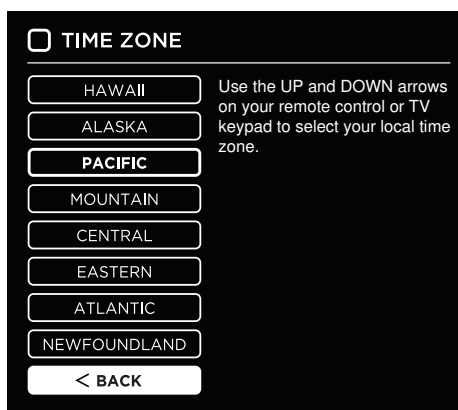 TIME ZONE
HAWAII
ALASKA
PACIFIC
MOUNTAIN
CENTRAL
EASTERN
ATLANTIC
NEWFOUNDLAND
< BACK
Use the UP and DOWN arrows
on your remote control or TV
keypad to select your local time
zone.